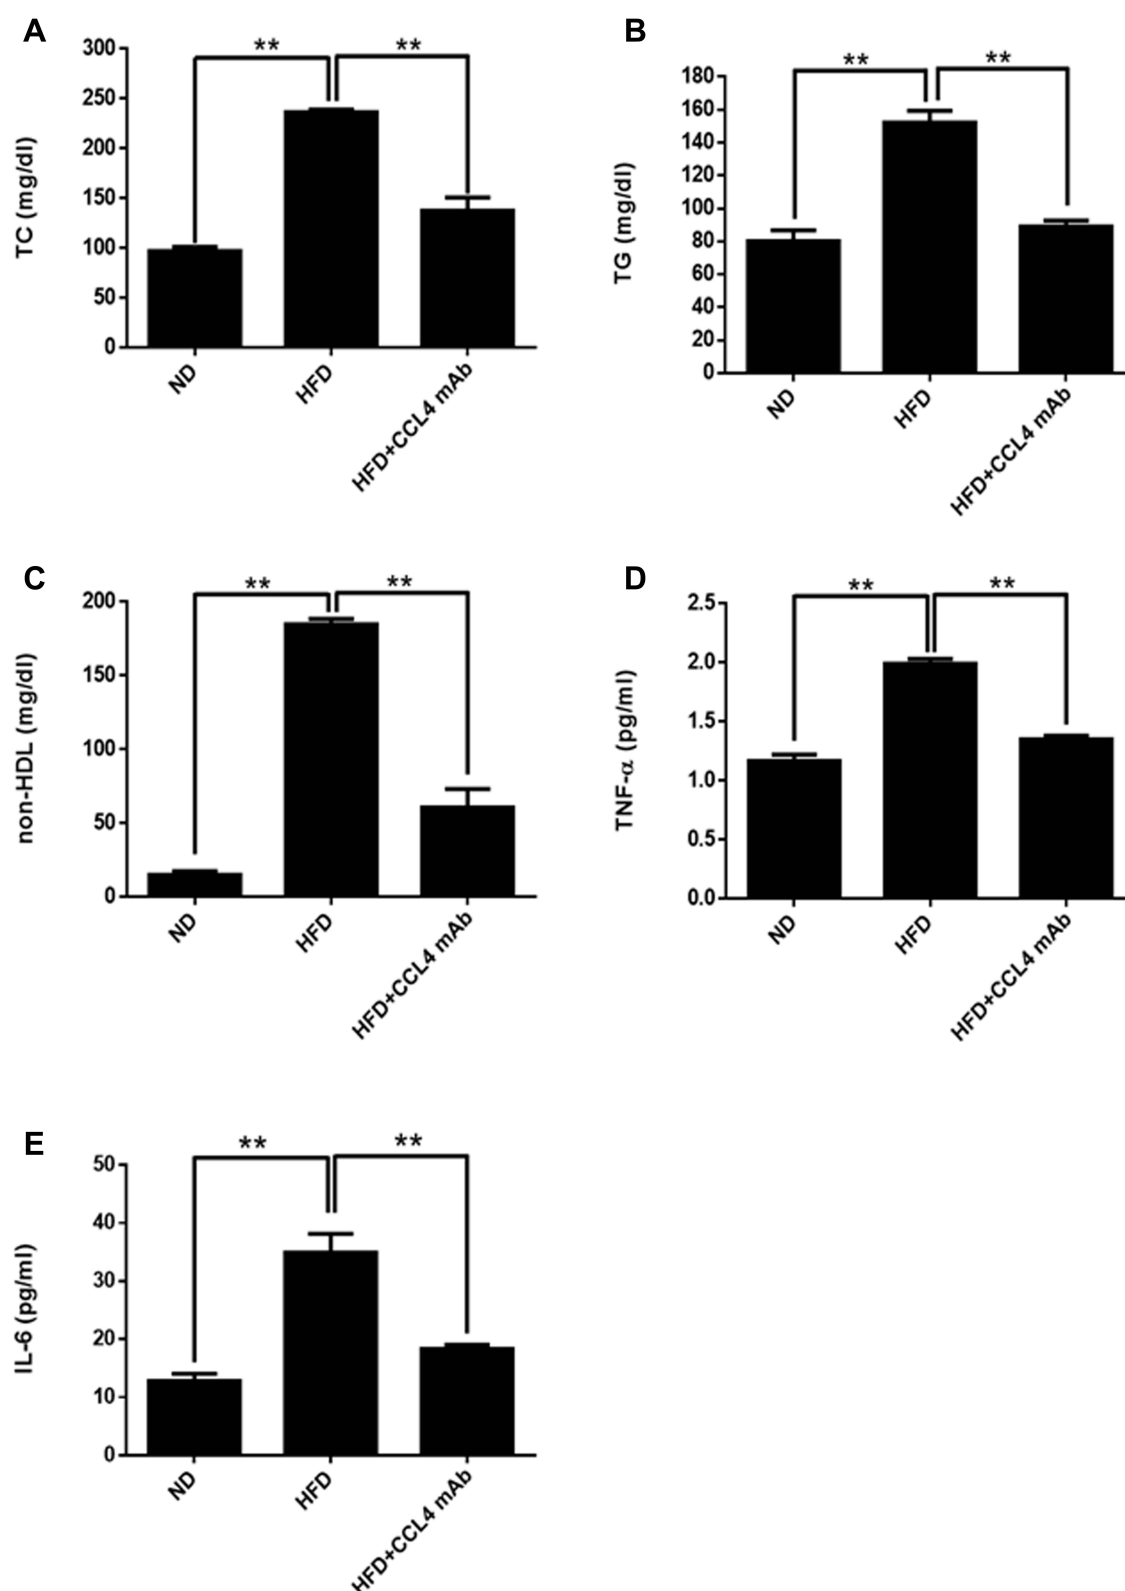 A
** **
TC (mg/dl)
300
250
200
150
100
50
0
ND
HFD
HFD+CCL4 mAb
B
** **
TG (mg/dl)
180
160
140
120
100
80
60
40
20
0
ND
HFD
HFD+CCL4 mAb
C
** **
non-HDL (mg/dl)
200
150
100
50
0
ND
HFD
HFD+CCL4 mAb
D
** **
TNF-α (pg/ml)
2.5
2.0
1.5
1.0
0.5
0.0
ND
HFD
HFD+CCL4 mAb
E
** **
IL-6 (pg/ml)
50
40
30
20
10
0
ND
HFD
HFD+CCL4 mAb